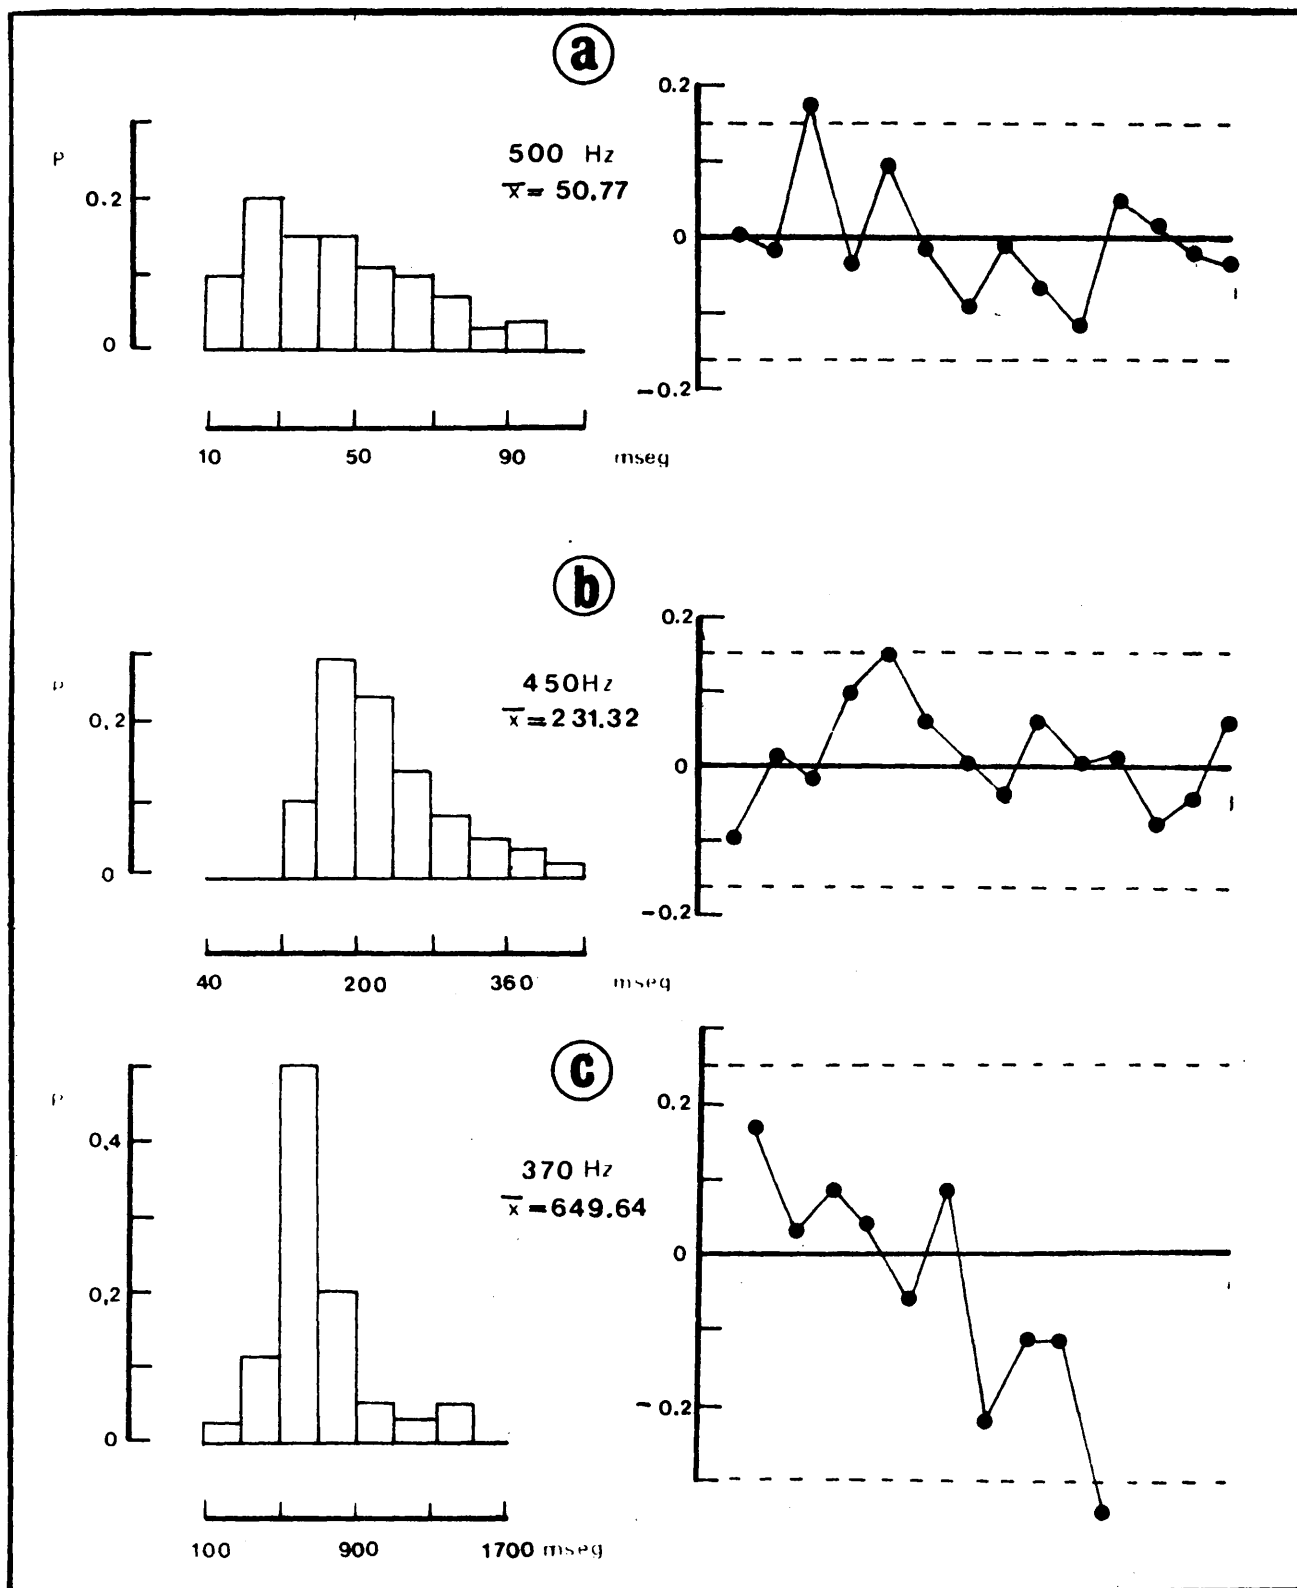 a
0.2
P
500 Hz
x̄ = 50.77
0.2
0
0
-0.2
10 50 90 mseg
b
0.2
P
450Hz
x̄ = 231.32
0.2
0
0
-0.2
40 200 360 mseg
c
P
0.2
0.4
370 Hz
x̄ = 649.64
0
0.2
-0.2
0
100 900 1700 mseg